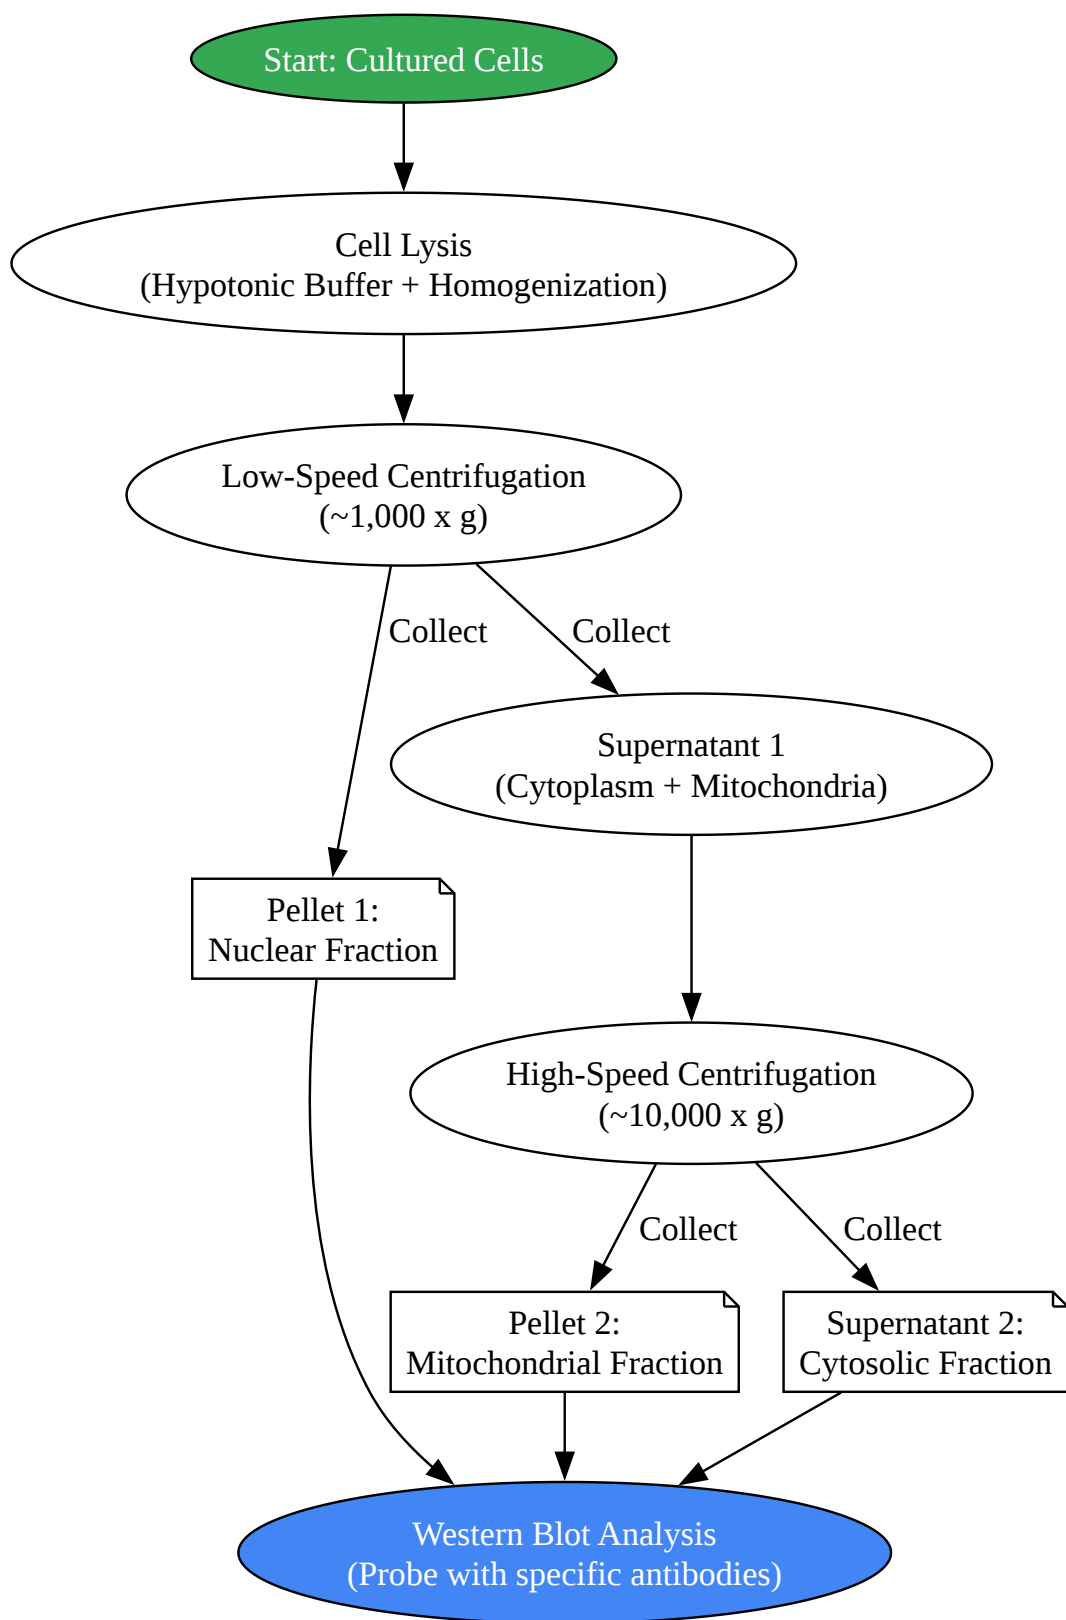 Start: Cultured Cells
Cell Lysis
(Hypotonic Buffer + Homogenization)
Low-Speed Centrifugation
(~1,000 x g)
Collect
Collect
Supernatant 1
(Cytoplasm + Mitochondria)
Pellet 1:
Nuclear Fraction
High-Speed Centrifugation
(~10,000 x g)
Collect
Collect
Pellet 2:
Mitochondrial Fraction
Supernatant 2:
Cytosolic Fraction
Western Blot Analysis
(Probe with specific antibodies)